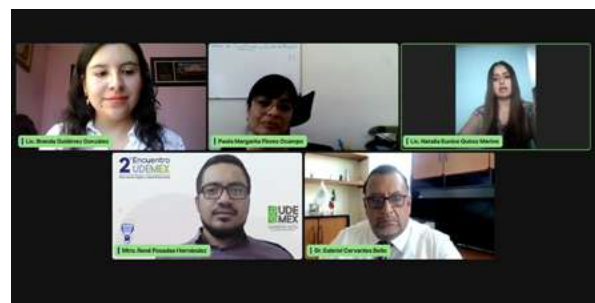 Lic. Brenda Gutiérrez González
Paola Margarita Flores Ocampo
Lic. Natalia Eunice Quiroz Merino
2° Encuentro
UDEMEX
UDE
MEX
Mtro. René Posadas Hernández
Dr. Gabriel Cervantes Bello